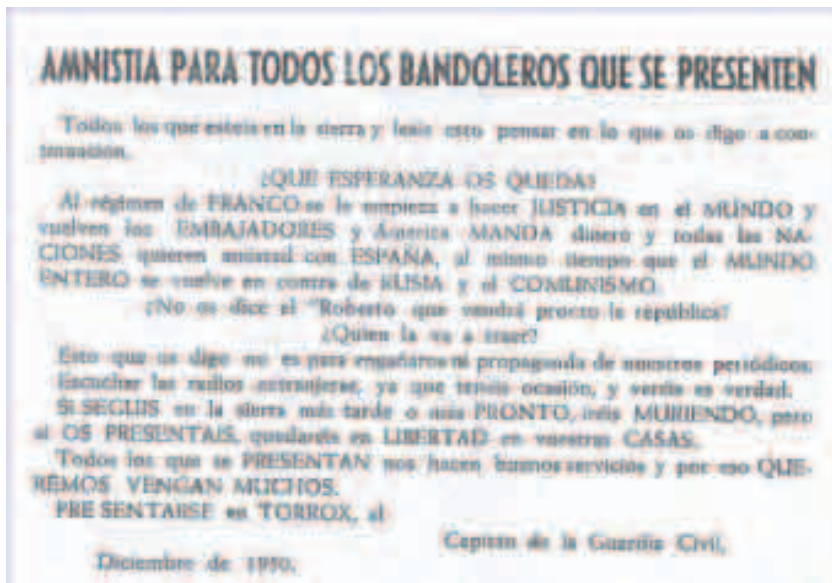 AMNISTIA PARA TODOS LOS BANDOLEROS QUE SE PRESENTEN
Todos los que esteis en la sierra y leais esto pensar en lo que os digo a con-
tinuación.
¿QUE ESPERANZA OS QUEDA?
Al régimen de FRANCO se le empieza a hacer JUSTICIA en el MUNDO y
vuelven los EMBAJADORES y America MANDA dinero y todas las NA-
CIONES quieren amistad con ESPAÑA, al mismo tiempo que el MUNDO
ENTERO se vuelve en contra de RUSIA y el COMUNISMO.
¿No os dice el "Roberto que vendrá pronto la república?
¿Quien la va a traer?
Esto que os digo no es para engañaros ni propaganda de nuestros periódicos.
Escuchar las radios extranjeras, ya que teneis ocasión, y vereis es verdad.
SI SEGUIS en la sierra más tarde o más PRONTO, ireis MURIENDO, pero
si OS PRESENTAIS, quedareis en LIBERTAD en vuestras CASAS.
Todos los que se PRESENTAN nos hacen buenos servicios y por eso QUE-
REMOS VENGAN MUCHOS.
PRESENTARSE en TORROX, al
Capitan de la Guardia Civil,
Diciembre de 1950.